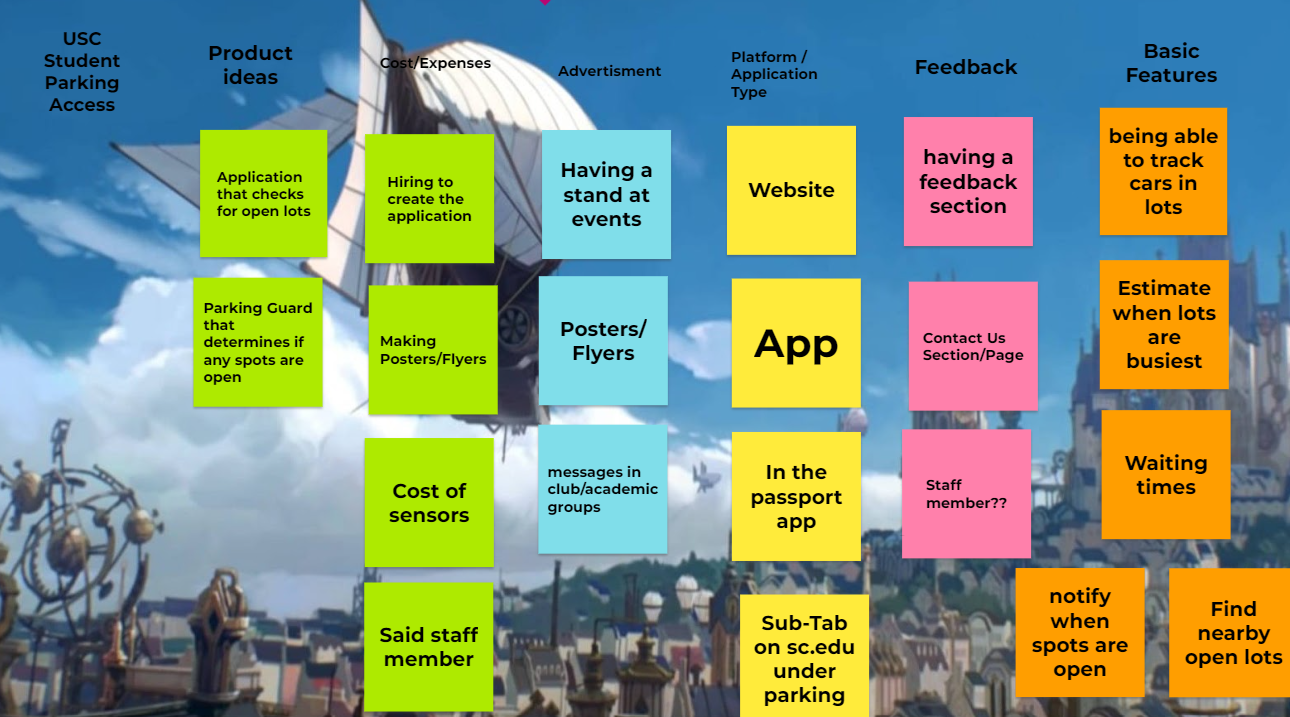 USC
Student
Parking
Access
Product
ideas
Cost/Expenses
Advertisment
Platform /
Application
Type
Feedback
Basic
Features
Application
that checks
for open lots
Parking Guard
that
determines if
any spots are
open
Hiring to
create the
application
Making
Posters/Flyers
Cost of
sensors
Said staff
member
Having a
stand at
events
Posters/
Flyers
messages in
club/academic
groups
Website
App
In the
passport
app
Sub-Tab
on sc.edu
under
parking
having a
feedback
section
Contact Us
Section/Page
Staff
member??
being able
to track
cars in
lots
Estimate
when lots
are
busiest
Waiting
times
notify
when
spots are
open
Find
nearby
open lots